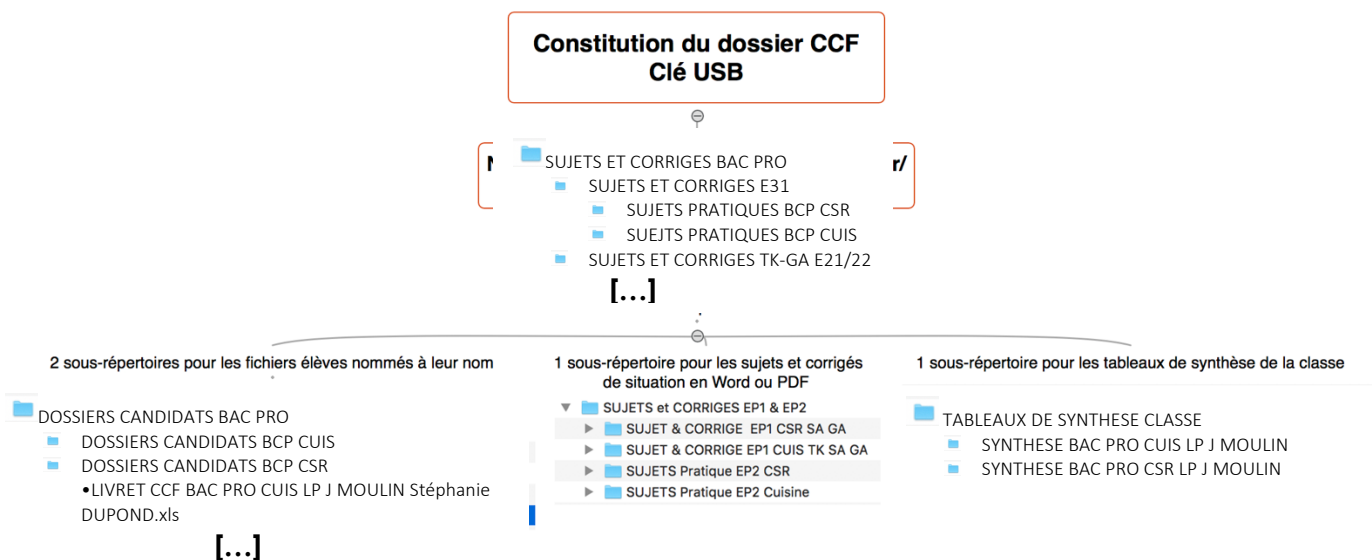 Constitution du dossier CCF
Clé USB
SUJETS ET CORRIGES BAC PRO
SUJETS ET CORRIGES E31
SUJETS PRATIQUES BCP CSR
SUEJTS PRATIQUES BCP CUIS
SUJETS ET CORRIGES TK-GA E21/22
[...]
2 sous-répertoires pour les fichiers élèves nommés à leur nom
DOSSIERS CANDIDATS BAC PRO
DOSSIERS CANDIDATS BCP CUIS
DOSSIERS CANDIDATS BCP CSR
•LIVRET CCF BAC PRO CUIS LP J MOULIN Stéphanie
DUPOND.xls
[...]
1 sous-répertoire pour les sujets et corrigés
de situation en Word ou PDF
SUJETS et CORRIGES EP1 & EP2
SUJET & CORRIGE EP1 CSR SA GA
SUJET & CORRIGE EP1 CUIS TK SA GA
SUJETS Pratique EP2 CSR
SUJETS Pratique EP2 Cuisine
1 sous-répertoire pour les tableaux de synthèse de la classe
TABLEAUX DE SYNTHESE CLASSE
SYNTHESE BAC PRO CUIS LP J MOULIN
SYNTHESE BAC PRO CSR LP J MOULIN